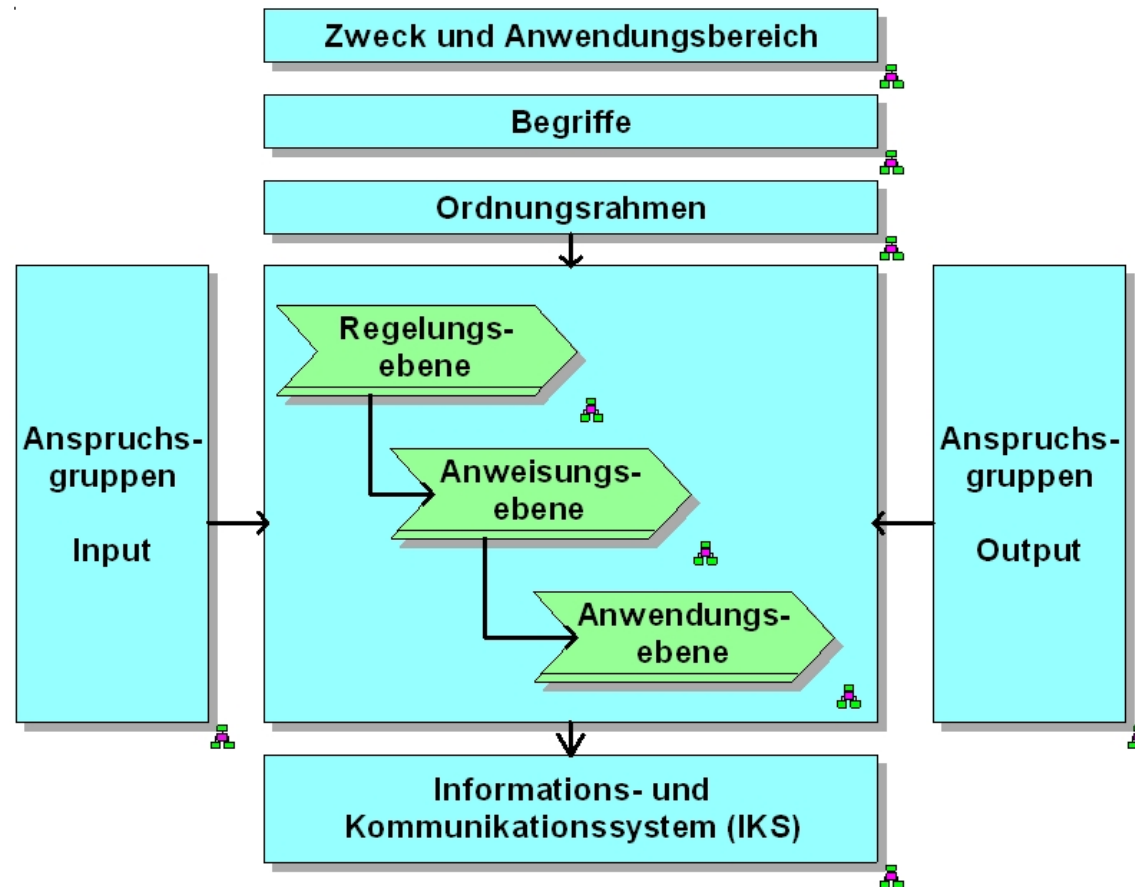 Zweck und Anwendungsbereich
Begriffe
Ordnungsrahmen
Anspruchs-
gruppen
Input
Regelungs-
ebene
Anweisungs-
ebene
Anwendungs-
ebene
Anspruchs-
gruppen
Output
Informations- und
Kommunikationssystem (IKS)